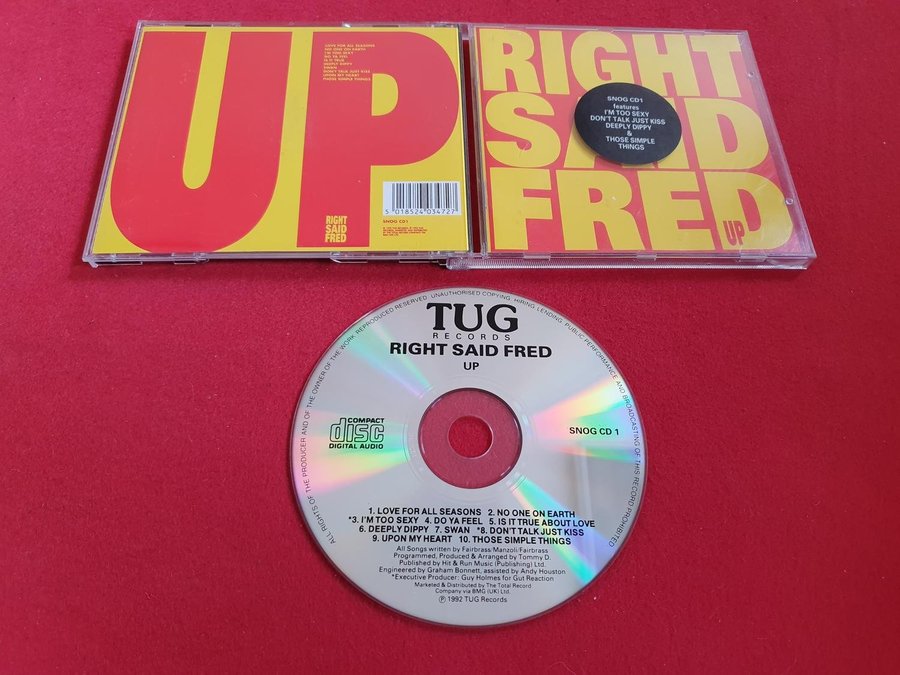 UP
LOVE FOR ALL SEASONS
NO ONE ON EARTH
I'M TOO SEXY
DO YA FEEL
IS IT TRUE
DEEPLY DIPPY
SWAN
DON'T TALK JUST KISS
UPON MY HEART
THOSE SIMPLE THINGS
5 018524 034727
SNOG CD1
RIGHT
SAID
FRED
RIGHT
SAID
FRED
UP
SNOG CD1
features
I'M TOO SEXY
DON'T TALK JUST KISS
DEEPLY DIPPY
&
THOSE SIMPLE
THINGS
ALL RIGHTS OF THE PRODUCER AND OF THE OWNER OF THE WORK REPRODUCED RESERVED. UNAUTHORISED COPYING, HIRING, LENDING, PUBLIC PERFORMANCE AND BROADCASTING OF THIS RECORD PROHIBITED
TUG
RECORDS
RIGHT SAID FRED
UP
COMPACT
disc
DIGITAL AUDIO
SNOG CD 1
1. LOVE FOR ALL SEASONS 2. NO ONE ON EARTH
*3. I'M TOO SEXY 4. DO YA FEEL 5. IS IT TRUE ABOUT LOVE
6. DEEPLY DIPPY 7. SWAN *8. DON'T TALK JUST KISS
9. UPON MY HEART 10. THOSE SIMPLE THINGS
All Songs written by Fairbrass/Manzoli/Fairbrass
Programmed, Produced & Arranged by Tommy D.
Published by Hit & Run Music (Publishing) Ltd.
Engineered by Graham Bonnett, assisted by Andy Houston
*Executive Producer: Guy Holmes for Gut Reaction
Marketed & Distributed by The Total Record
Company via BMG (UK) Ltd.
℗ 1992 TUG Records